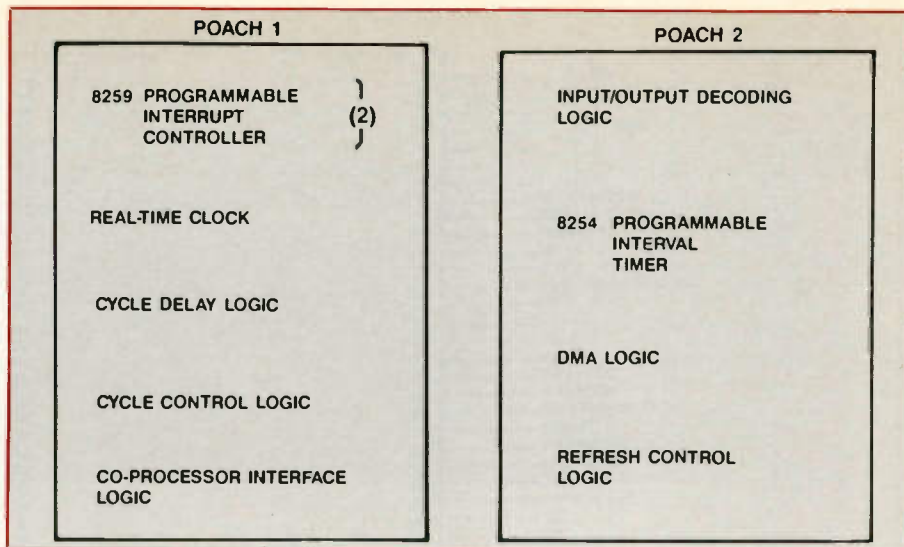 POACH 1
8259 PROGRAMMABLE
INTERRUPT (2)
CONTROLLER
REAL-TIME CLOCK
CYCLE DELAY LOGIC
CYCLE CONTROL LOGIC
CO-PROCESSOR INTERFACE
LOGIC
POACH 2
INPUT/OUTPUT DECODING
LOGIC
8254 PROGRAMMABLE
INTERVAL
TIMER
DMA LOGIC
REFRESH CONTROL
LOGIC